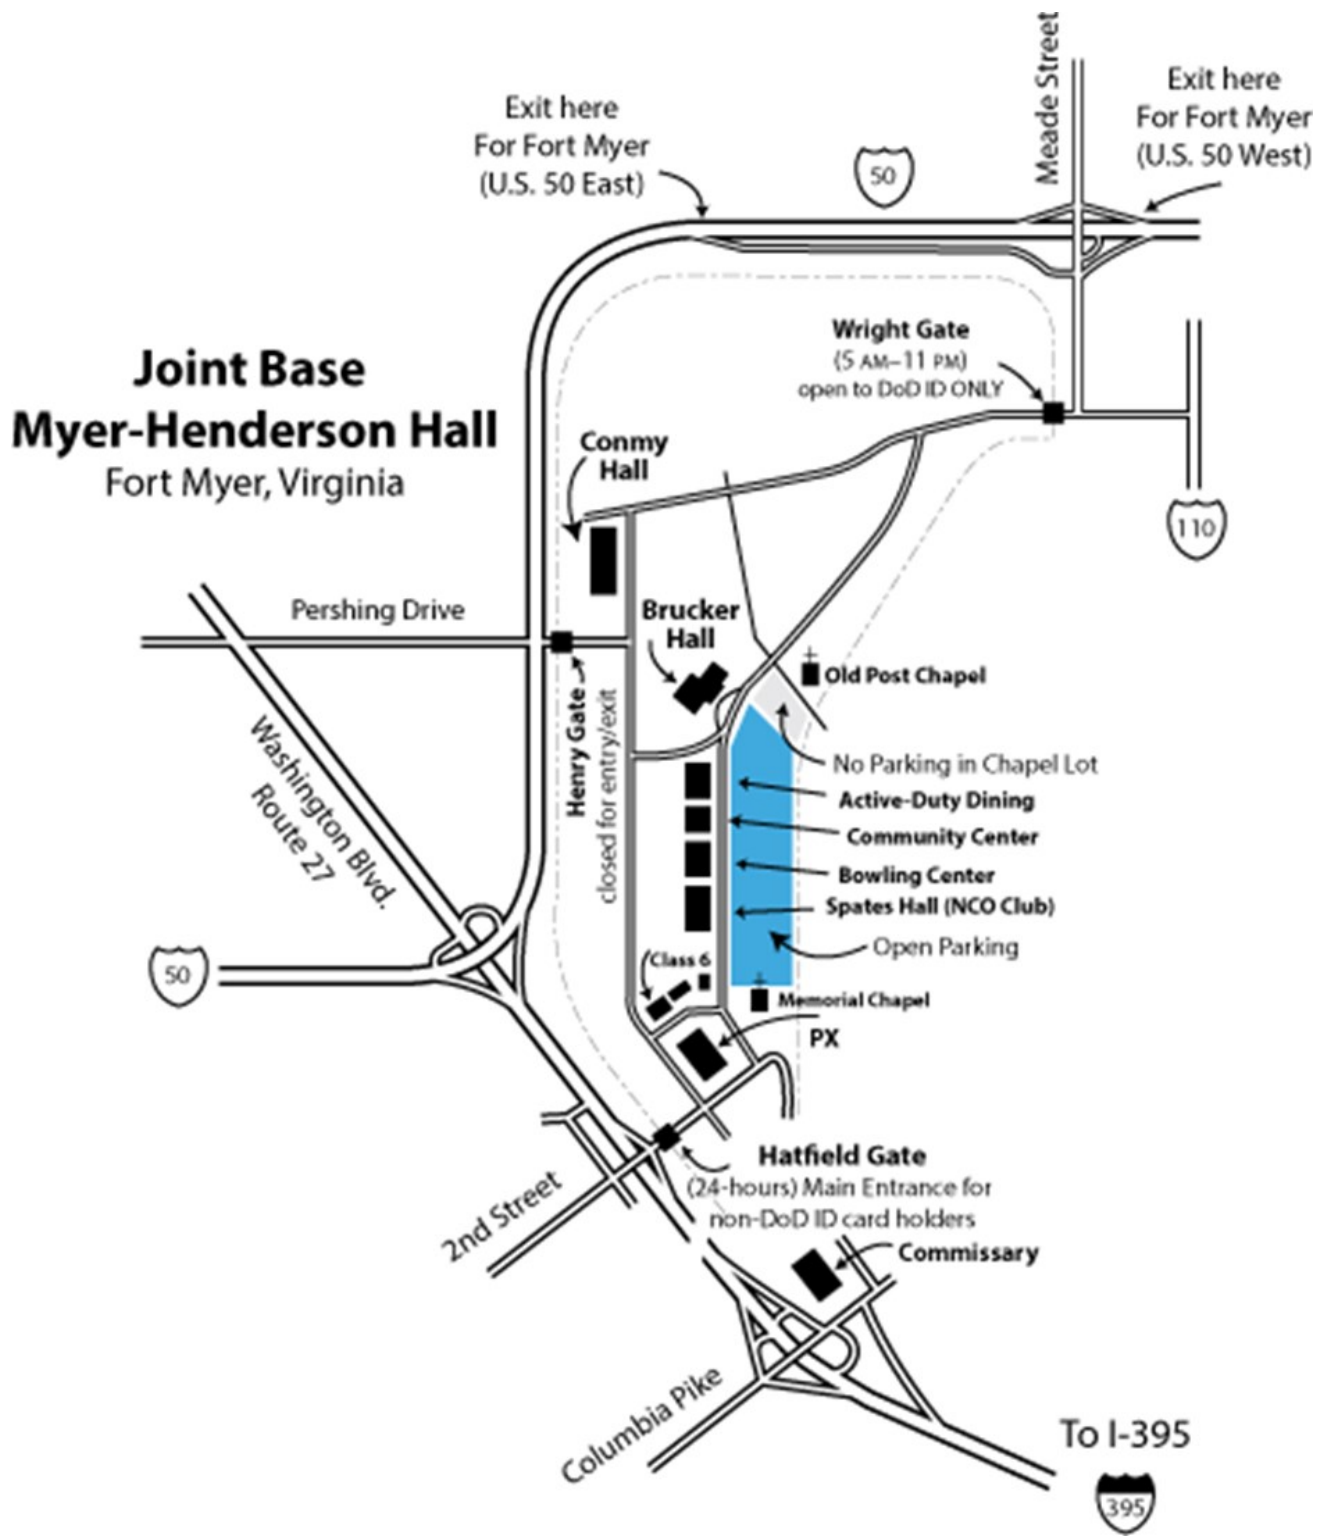 Meade Street
Exit here
For Fort Myer
(U.S. 50 West)
Exit here
For Fort Myer
(U.S. 50 East)
50
Wright Gate
(5 AM–11 PM)
open to DoD ID ONLY
Joint Base
Myer-Henderson Hall
Fort Myer, Virginia
Conmy
Hall
110
Pershing Drive
Brucker
Hall
Old Post Chapel
Henry Gate
closed for entry/exit
Washington Blvd.
Route 27
No Parking in Chapel Lot
Active-Duty Dining
Community Center
Bowling Center
Spates Hall (NCO Club)
Open Parking
50
Class 6
Memorial Chapel
PX
Hatfield Gate
(24-hours) Main Entrance for
non-DoD ID card holders
2nd Street
Commissary
Columbia Pike
To I-395
395